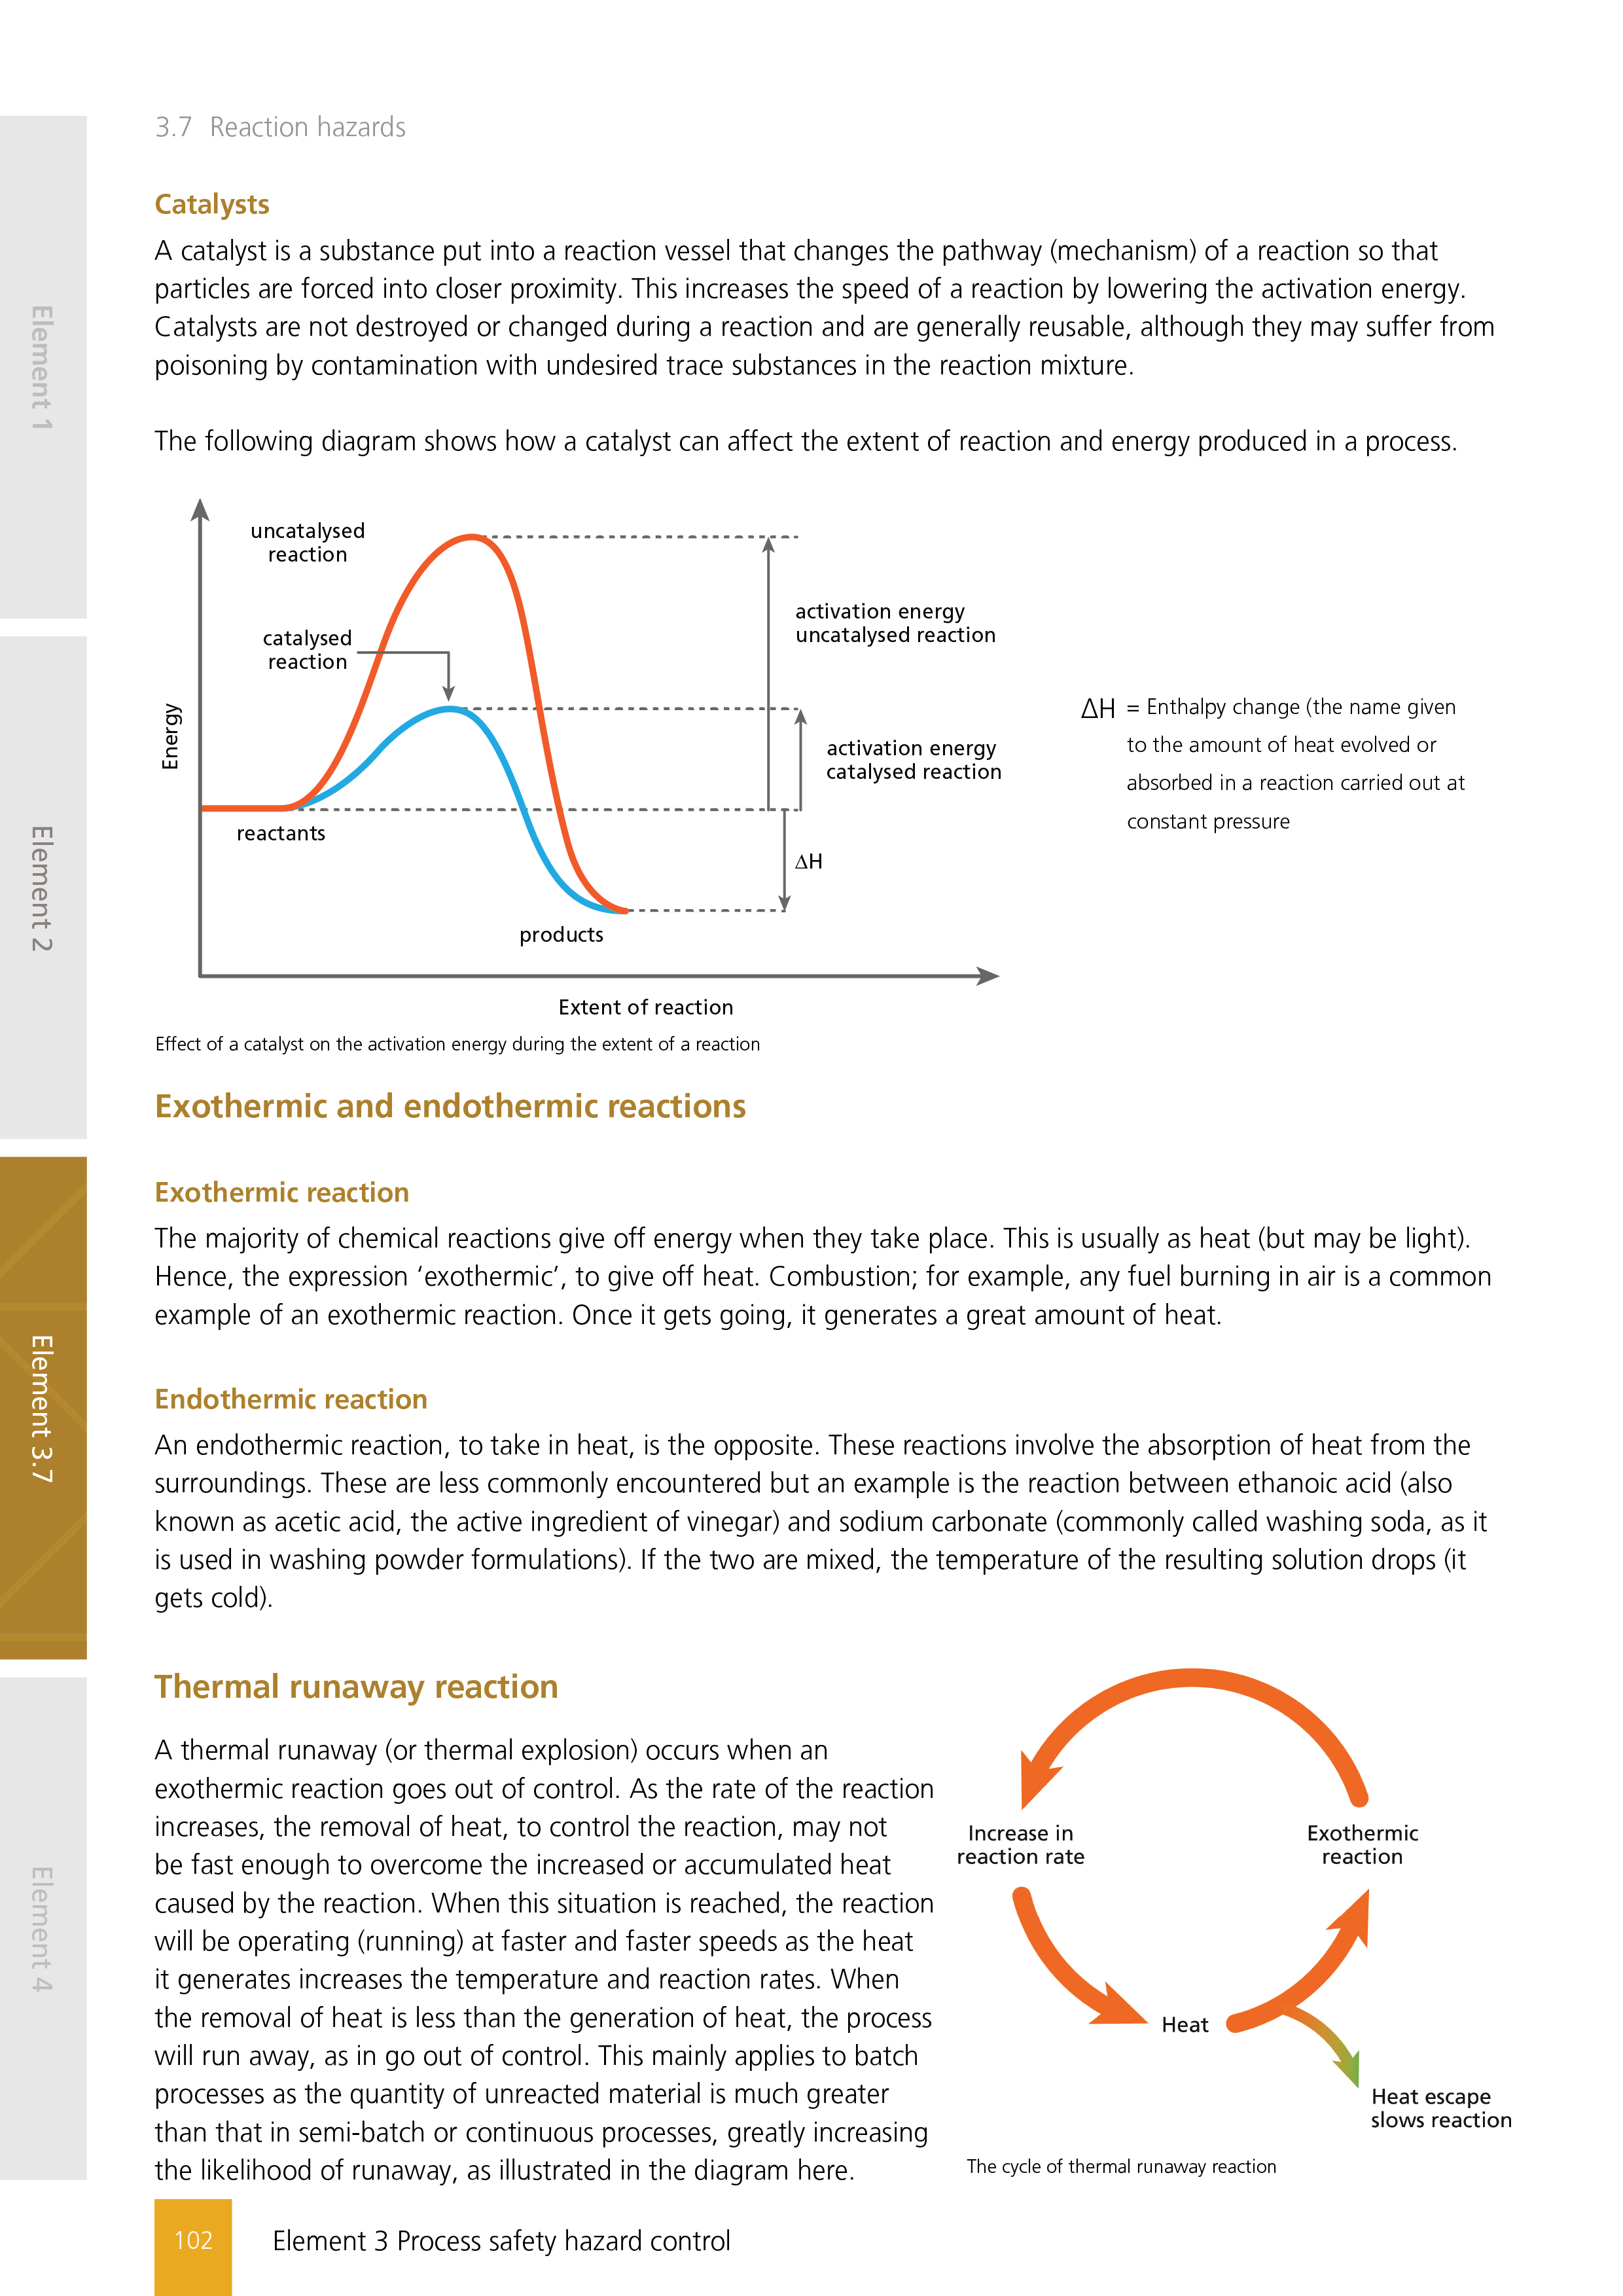 3.7 Reaction hazards
Catalysts
A catalyst is a substance put into a reaction vessel that changes the pathway (mechanism) of a reaction so that
particles are forced into closer proximity. This increases the speed of a reaction by lowering the activation energy.
Catalysts are not destroyed or changed during a reaction and are generally reusable, although they may suffer from
poisoning by contamination with undesired trace substances in the reaction mixture.
The following diagram shows how a catalyst can affect the extent of reaction and energy produced in a process.
uncatalysed
reaction
catalysed
reaction
activation energy
uncatalysed reaction
activation energy
catalysed reaction
Energy
reactants
ΔH
products
Extent of reaction
ΔH = Enthalpy change (the name given
to the amount of heat evolved or
absorbed in a reaction carried out at
constant pressure
Effect of a catalyst on the activation energy during the extent of a reaction
Exothermic and endothermic reactions
Exothermic reaction
The majority of chemical reactions give off energy when they take place. This is usually as heat (but may be light).
Hence, the expression ‘exothermic’, to give off heat. Combustion; for example, any fuel burning in air is a common
example of an exothermic reaction. Once it gets going, it generates a great amount of heat.
Endothermic reaction
An endothermic reaction, to take in heat, is the opposite. These reactions involve the absorption of heat from the
surroundings. These are less commonly encountered but an example is the reaction between ethanoic acid (also
known as acetic acid, the active ingredient of vinegar) and sodium carbonate (commonly called washing soda, as it
is used in washing powder formulations). If the two are mixed, the temperature of the resulting solution drops (it
gets cold).
Thermal runaway reaction
A thermal runaway (or thermal explosion) occurs when an
exothermic reaction goes out of control. As the rate of the reaction
increases, the removal of heat, to control the reaction, may not
be fast enough to overcome the increased or accumulated heat
caused by the reaction. When this situation is reached, the reaction
will be operating (running) at faster and faster speeds as the heat
it generates increases the temperature and reaction rates. When
the removal of heat is less than the generation of heat, the process
will run away, as in go out of control. This mainly applies to batch
processes as the quantity of unreacted material is much greater
than that in semi-batch or continuous processes, greatly increasing
the likelihood of runaway, as illustrated in the diagram here.
Increase in
reaction rate
Exothermic
reaction
Heat
Heat escape
slows reaction
The cycle of thermal runaway reaction
102
Element 3 Process safety hazard control
Element 1
Element 2
Element 3.7
Element 4